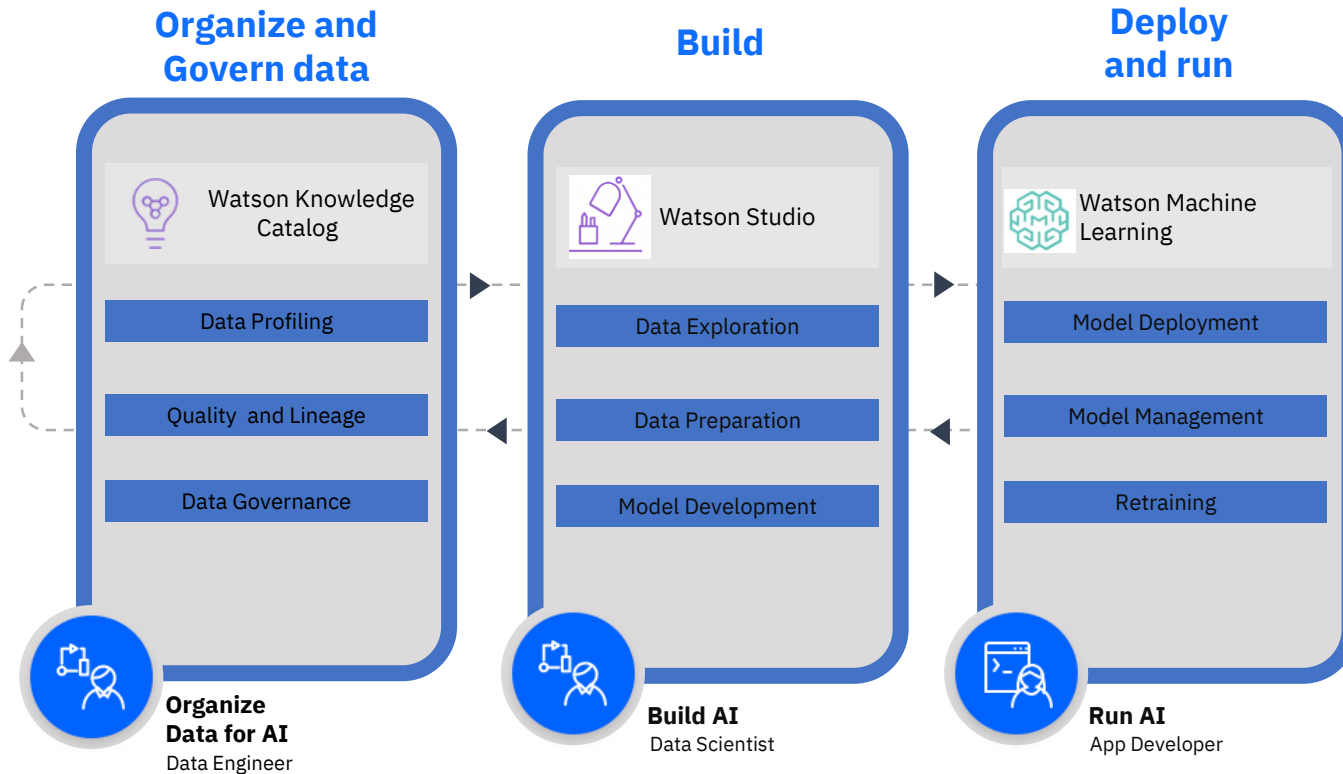 Organize and
Govern data
Build
Deploy
and run
Watson Knowledge
Catalog
Data Profiling
Quality and Lineage
Data Governance
Watson Studio
Data Exploration
Data Preparation
Model Development
Watson Machine
Learning
Model Deployment
Model Management
Retraining
Organize
Data for AI
Data Engineer
Build AI
Data Scientist
Run AI
App Developer